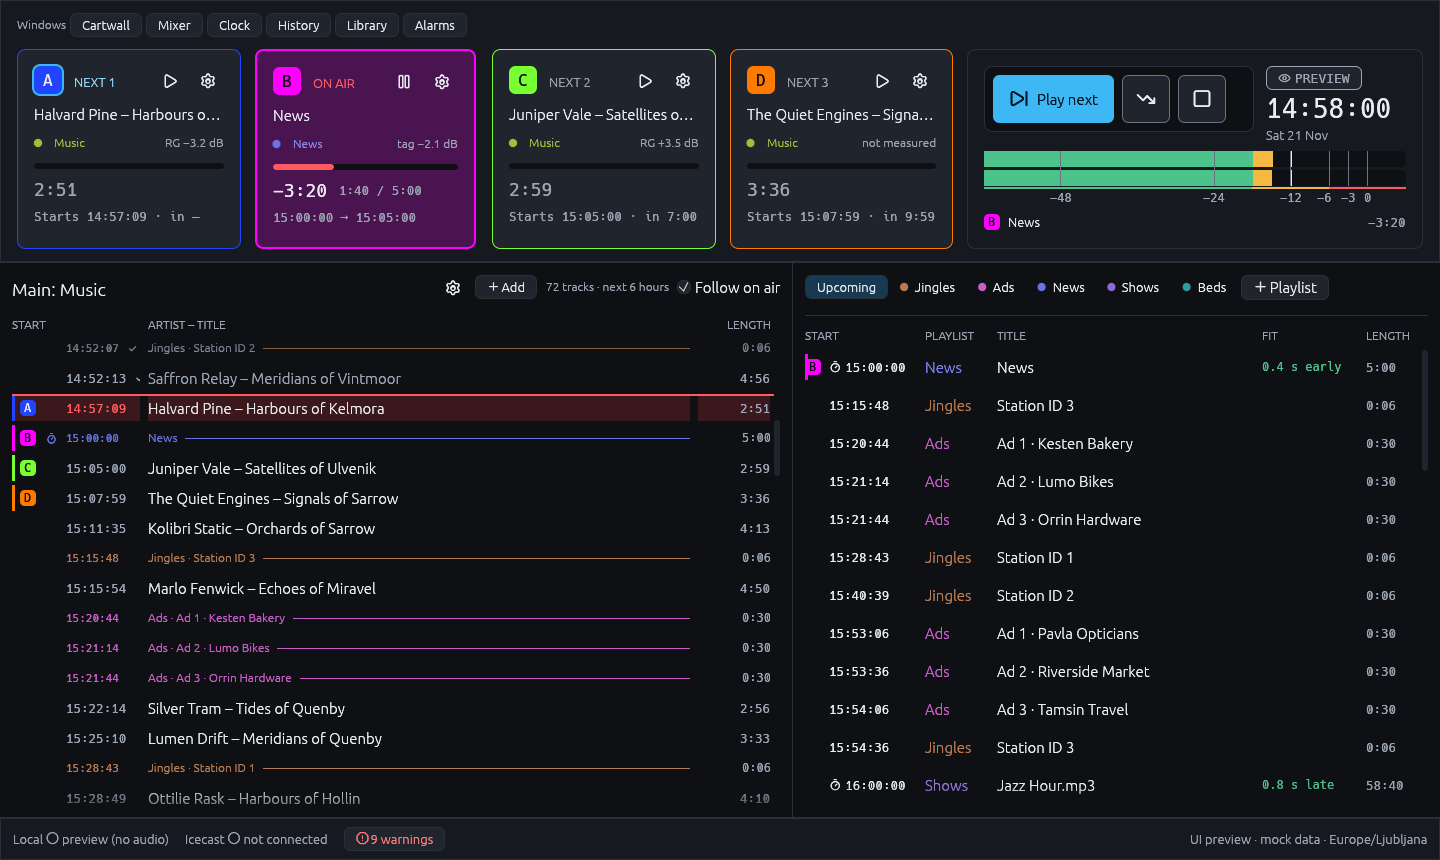 Windows Cartwall Mixer Clock History Library Alarms
A NEXT 1
Halvard Pine – Harbours o…
Music RG −3.2 dB
2:51
Starts 14:57:09 · in —
B ON AIR
News
News tag −2.1 dB
−3:20 1:40 / 5:00
15:00:00 → 15:05:00
C NEXT 2
Juniper Vale – Satellites o…
Music RG +3.5 dB
2:59
Starts 15:05:00 · in 7:00
D NEXT 3
The Quiet Engines – Signa…
Music not measured
3:36
Starts 15:07:59 · in 9:59
Play next
PREVIEW
14:58:00
Sat 21 Nov
−48 −24 −12 −6 −3 0
B News −3:20
Main: Music + Add 72 tracks · next 6 hours Follow on air
START ARTIST – TITLE LENGTH
14:52:07 Jingles · Station ID 2 0:06
14:52:13 Saffron Relay – Meridians of Vintmoor 4:56
A 14:57:09 Halvard Pine – Harbours of Kelmora 2:51
B 15:00:00 News 5:00
C 15:05:00 Juniper Vale – Satellites of Ulvenik 2:59
D 15:07:59 The Quiet Engines – Signals of Sarrow 3:36
15:11:35 Kolibri Static – Orchards of Sarrow 4:13
15:15:48 Jingles · Station ID 3 0:06
15:15:54 Marlo Fenwick – Echoes of Miravel 4:50
15:20:44 Ads · Ad 1 · Kesten Bakery 0:30
15:21:14 Ads · Ad 2 · Lumo Bikes 0:30
15:21:44 Ads · Ad 3 · Orrin Hardware 0:30
15:22:14 Silver Tram – Tides of Quenby 2:56
15:25:10 Lumen Drift – Meridians of Quenby 3:33
15:28:43 Jingles · Station ID 1 0:06
15:28:49 Ottilie Rask – Harbours of Hollin 4:10
Upcoming Jingles Ads News Shows Beds + Playlist
START PLAYLIST TITLE FIT LENGTH
B 15:00:00 News News 0.4 s early 5:00
15:15:48 Jingles Station ID 3 0:06
15:20:44 Ads Ad 1 · Kesten Bakery 0:30
15:21:14 Ads Ad 2 · Lumo Bikes 0:30
15:21:44 Ads Ad 3 · Orrin Hardware 0:30
15:28:43 Jingles Station ID 1 0:06
15:40:39 Jingles Station ID 2 0:06
15:53:06 Ads Ad 1 · Pavla Opticians 0:30
15:53:36 Ads Ad 2 · Riverside Market 0:30
15:54:06 Ads Ad 3 · Tamsin Travel 0:30
15:54:36 Jingles Station ID 3 0:06
16:00:00 Shows Jazz Hour.mp3 0.8 s late 58:40
Local preview (no audio) Icecast not connected 9 warnings UI preview · mock data · Europe/Ljubljana